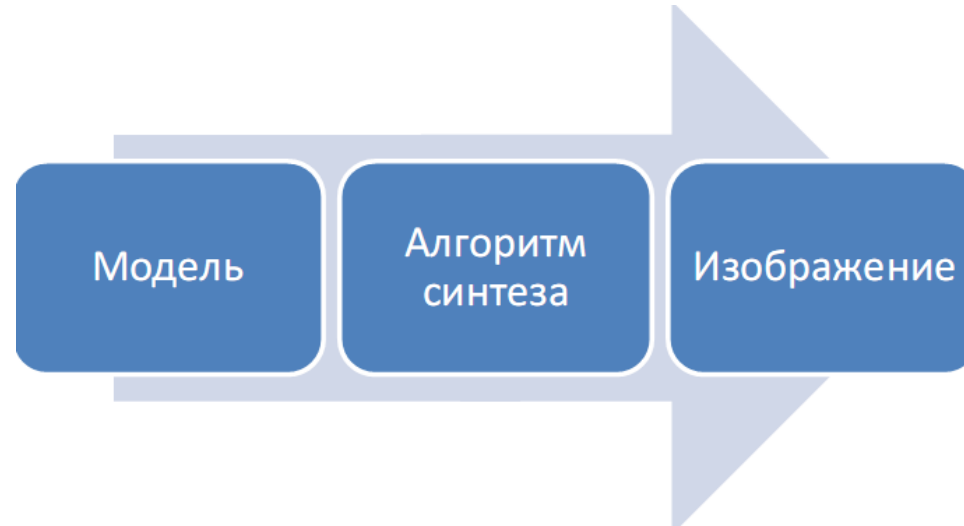 Модель
Алгоритм
синтеза
Изображение